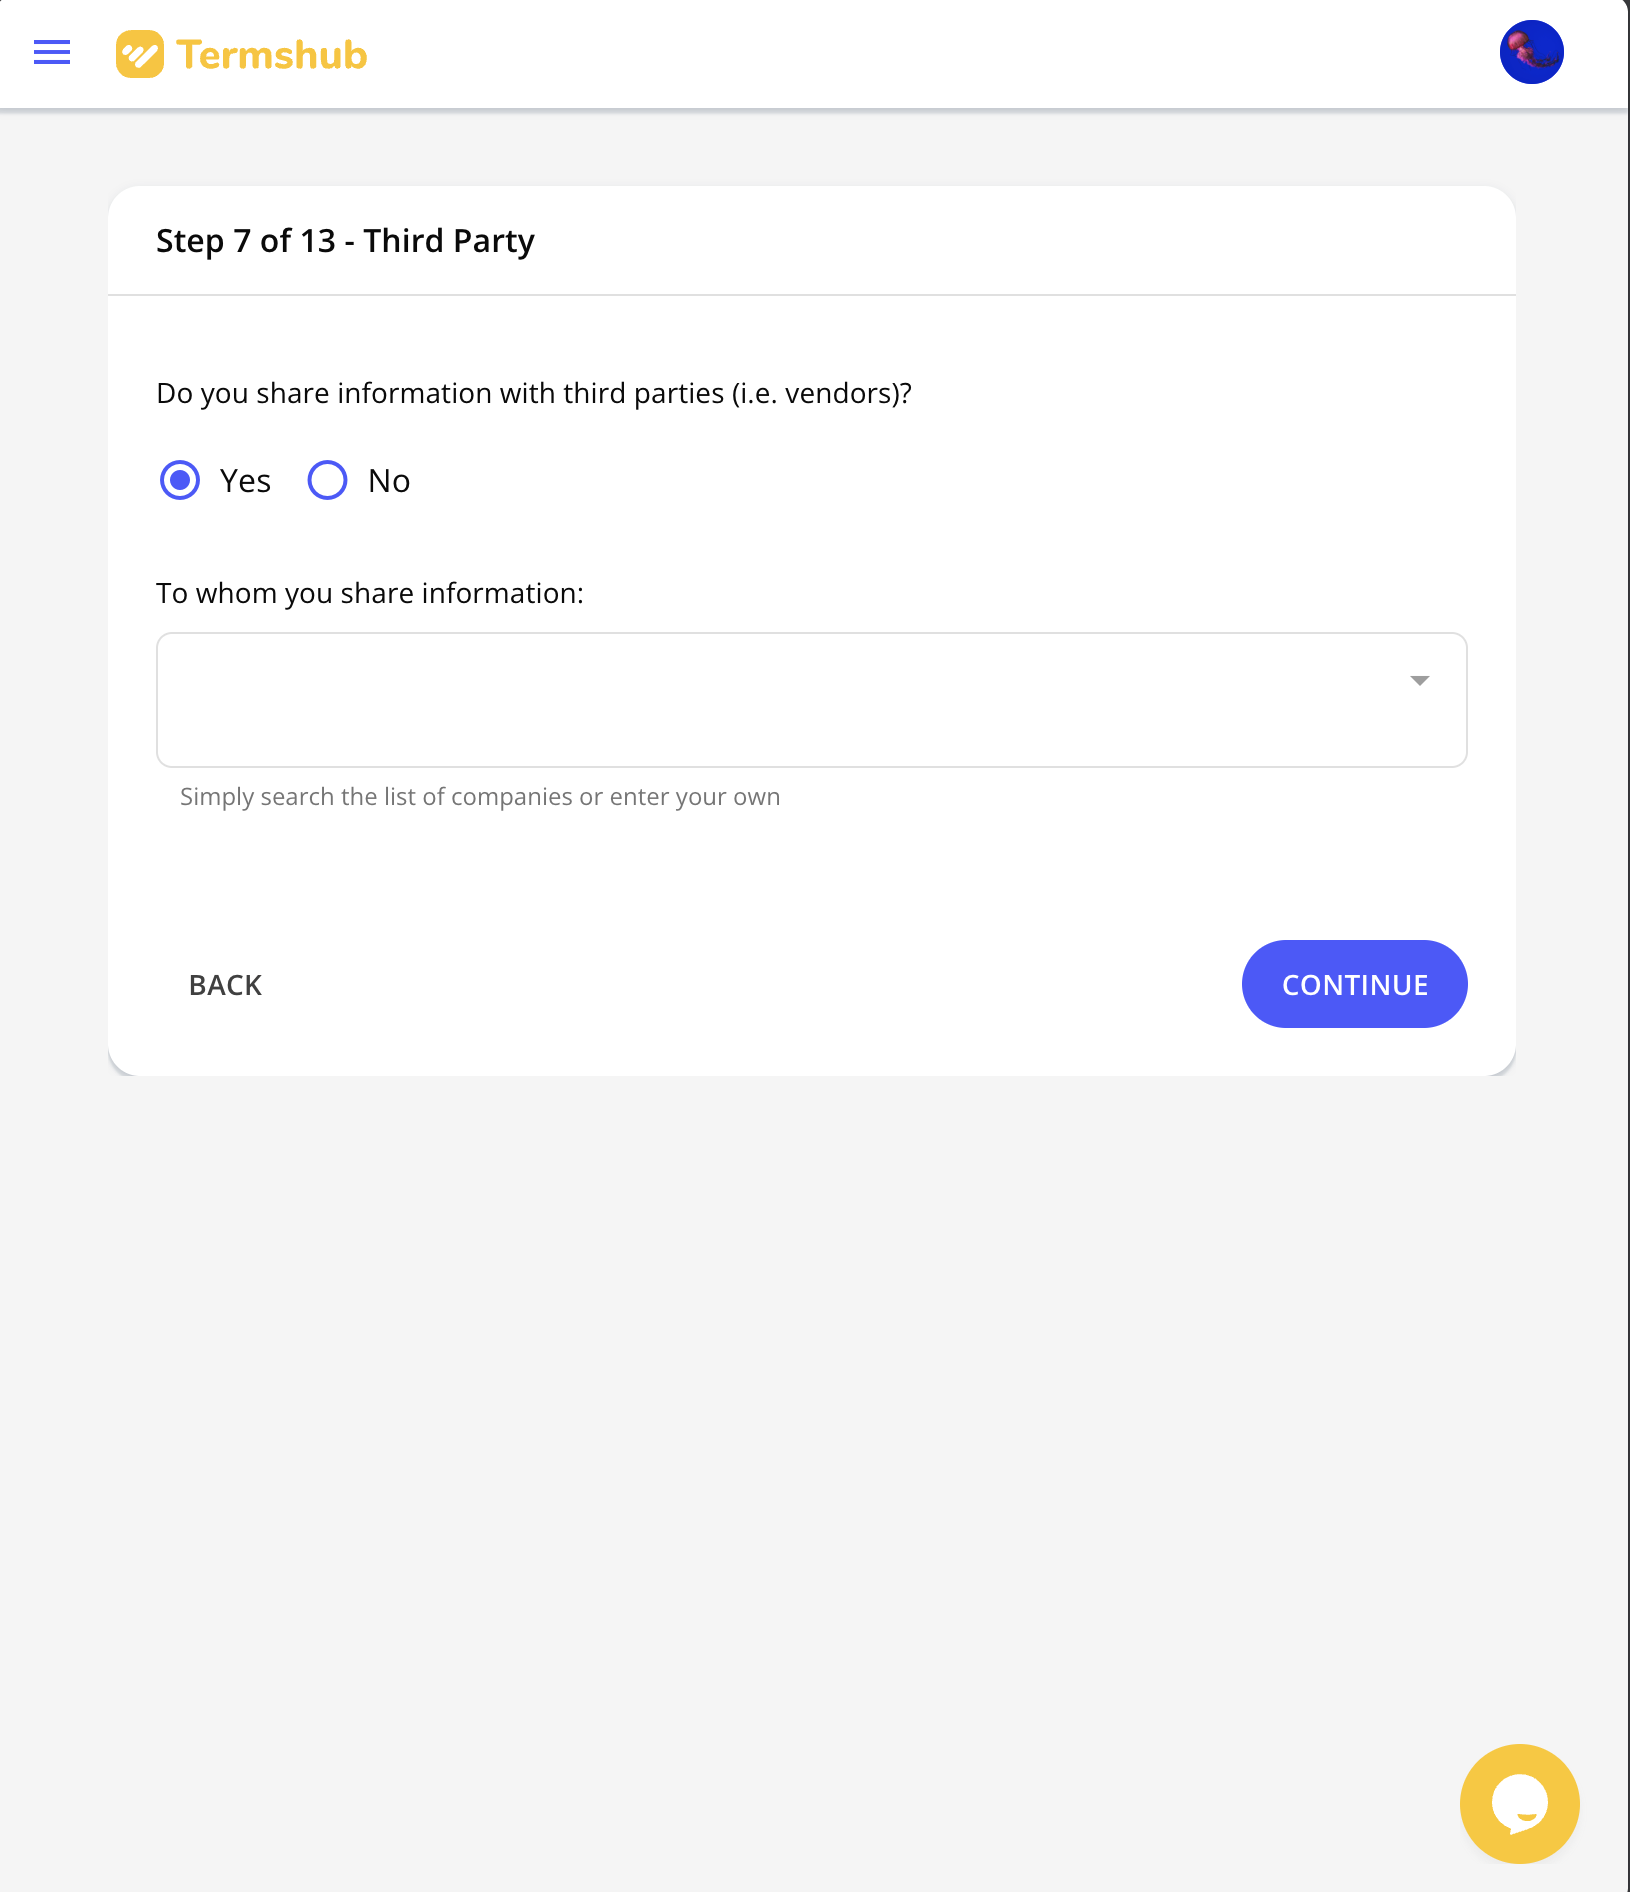 Termshub
Step 7 of 13 - Third Party
Do you share information with third parties (i.e. vendors)?
Yes No
To whom you share information:
Simply search the list of companies or enter your own
BACK CONTINUE